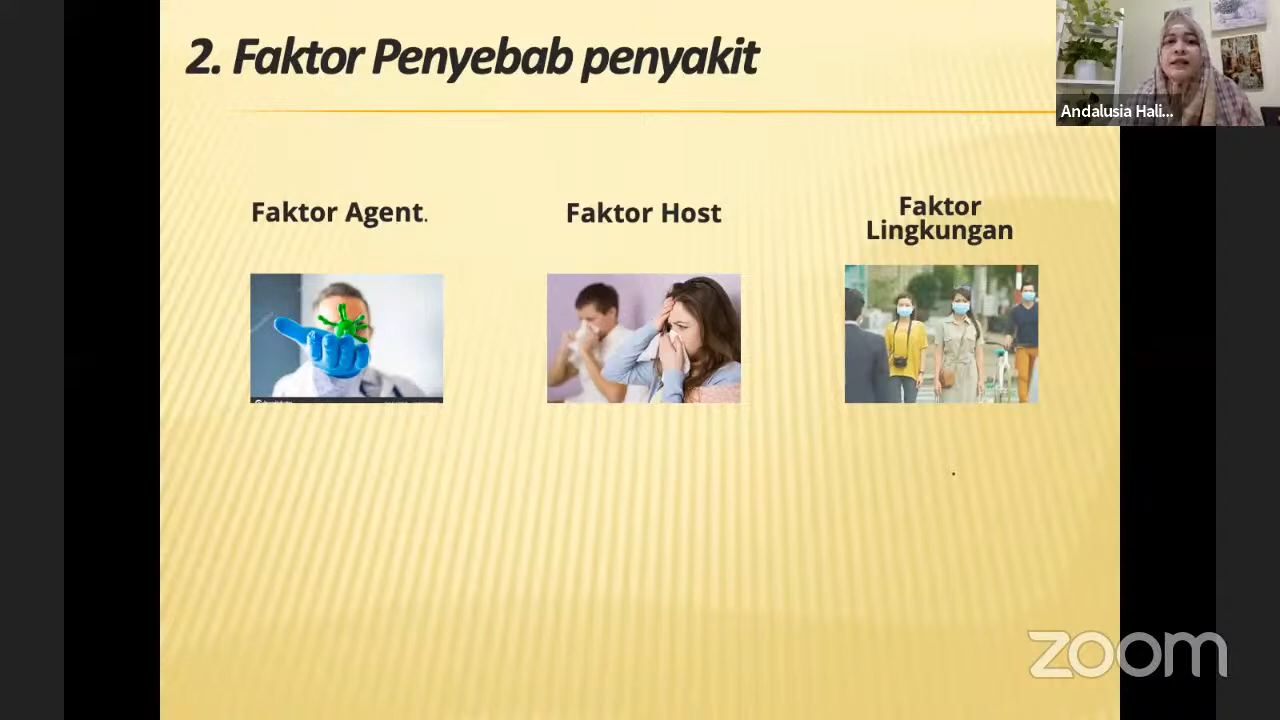 2. Faktor Penyebab penyakit
Andalusia Hali...
Faktor Agent.
Faktor Host
Faktor
Lingkungan
zoom